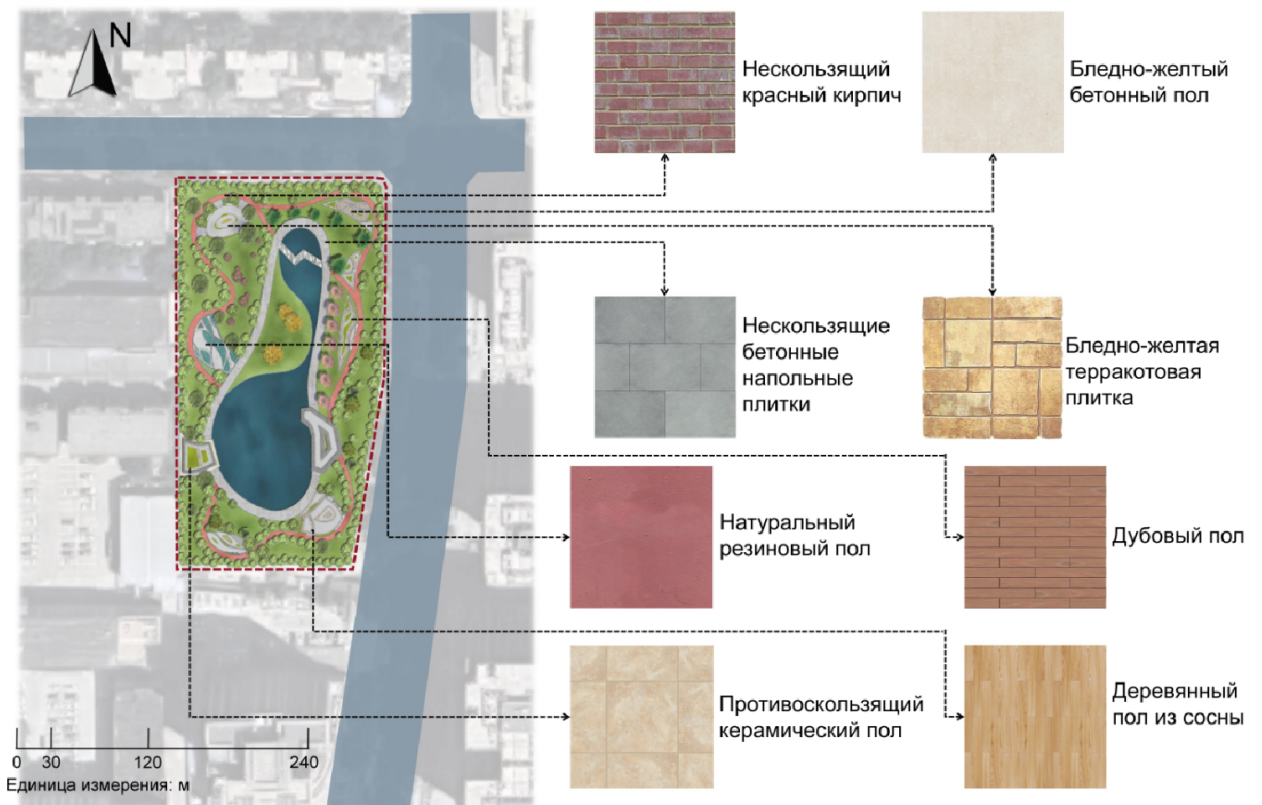 N
Нескользящий
красный кирпич
Бледно-желтый
бетонный пол
Нескользящие
бетонные
напольные
плитки
Бледно-желтая
терракотовая
плитка
Натуральный
резиновый пол
Дубовый пол
Противоскользящий
керамический пол
Деревянный
пол из сосны
0 30 120 240
Единица измерения: м